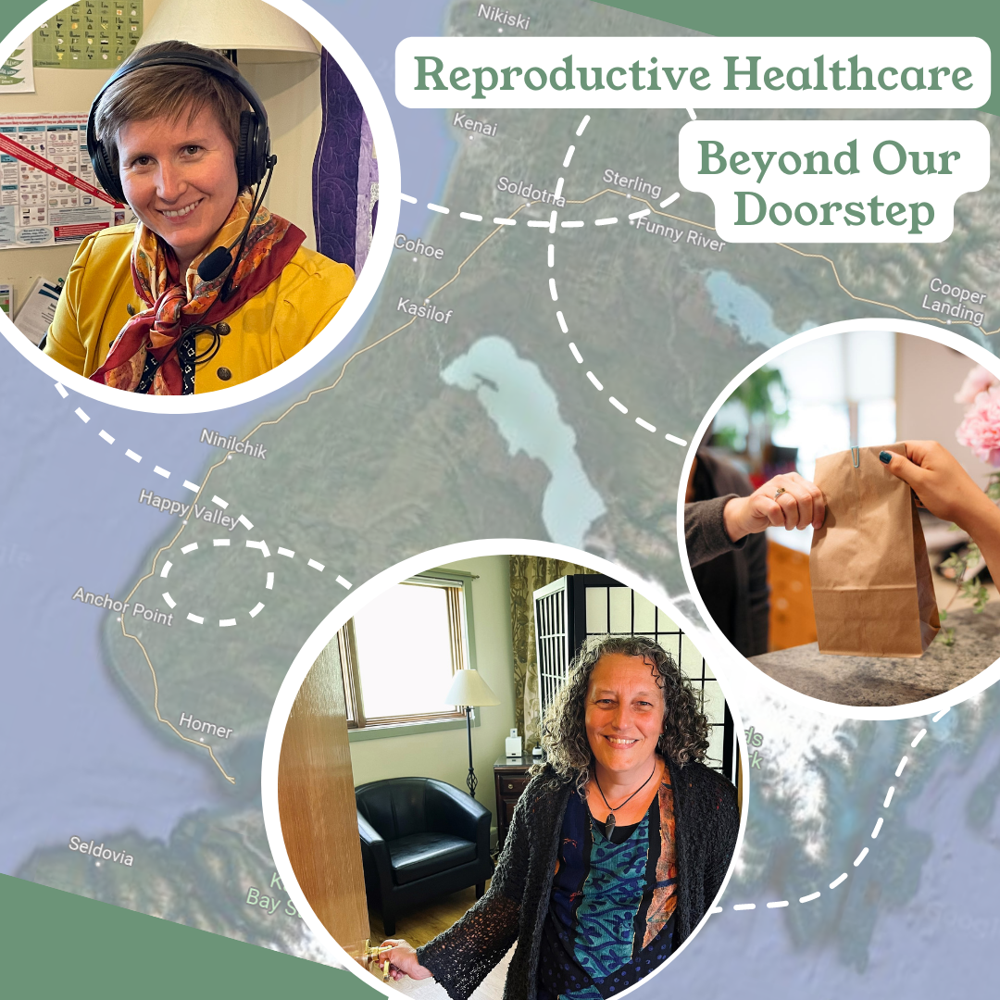 Nikiski
Reproductive Healthcare
Kenai
Beyond Our
Doorstep
Sterling
Soldotna
Funny River
Cohoe
Cooper
Landing
Kasilof
Ninilchik
Happy Valley
Anchor Point
Homer
Seldovia
Bay